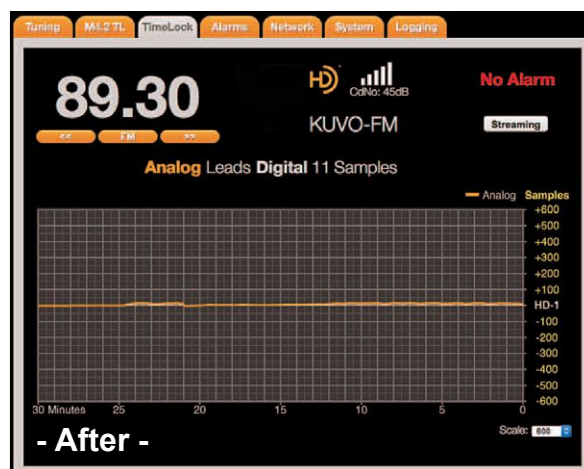 Tuning M4.2 TL TimeLock Alarms Network System Logging
89.30
HD CdNo: 45dB
No Alarm
<< FM >>
KUVO-FM
Streaming
Analog Leads Digital 11 Samples
Analog Samples
+600
+500
+400
+300
+200
+100
HD-1
-100
-200
-300
-400
-500
-600
30 Minutes 25 20 15 10 5 0
Scale: 600
- After -